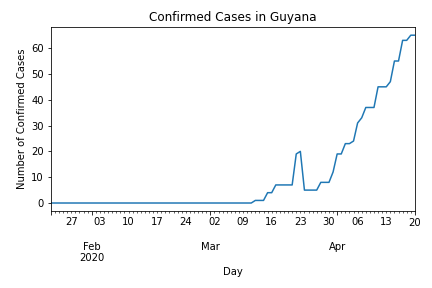 Confirmed Cases in Guyana
Number of Confirmed Cases
60
50
40
30
20
10
0
27 03 10 17 24 02 09 16 23 30 06 13 20
Feb Mar Apr
2020
Day